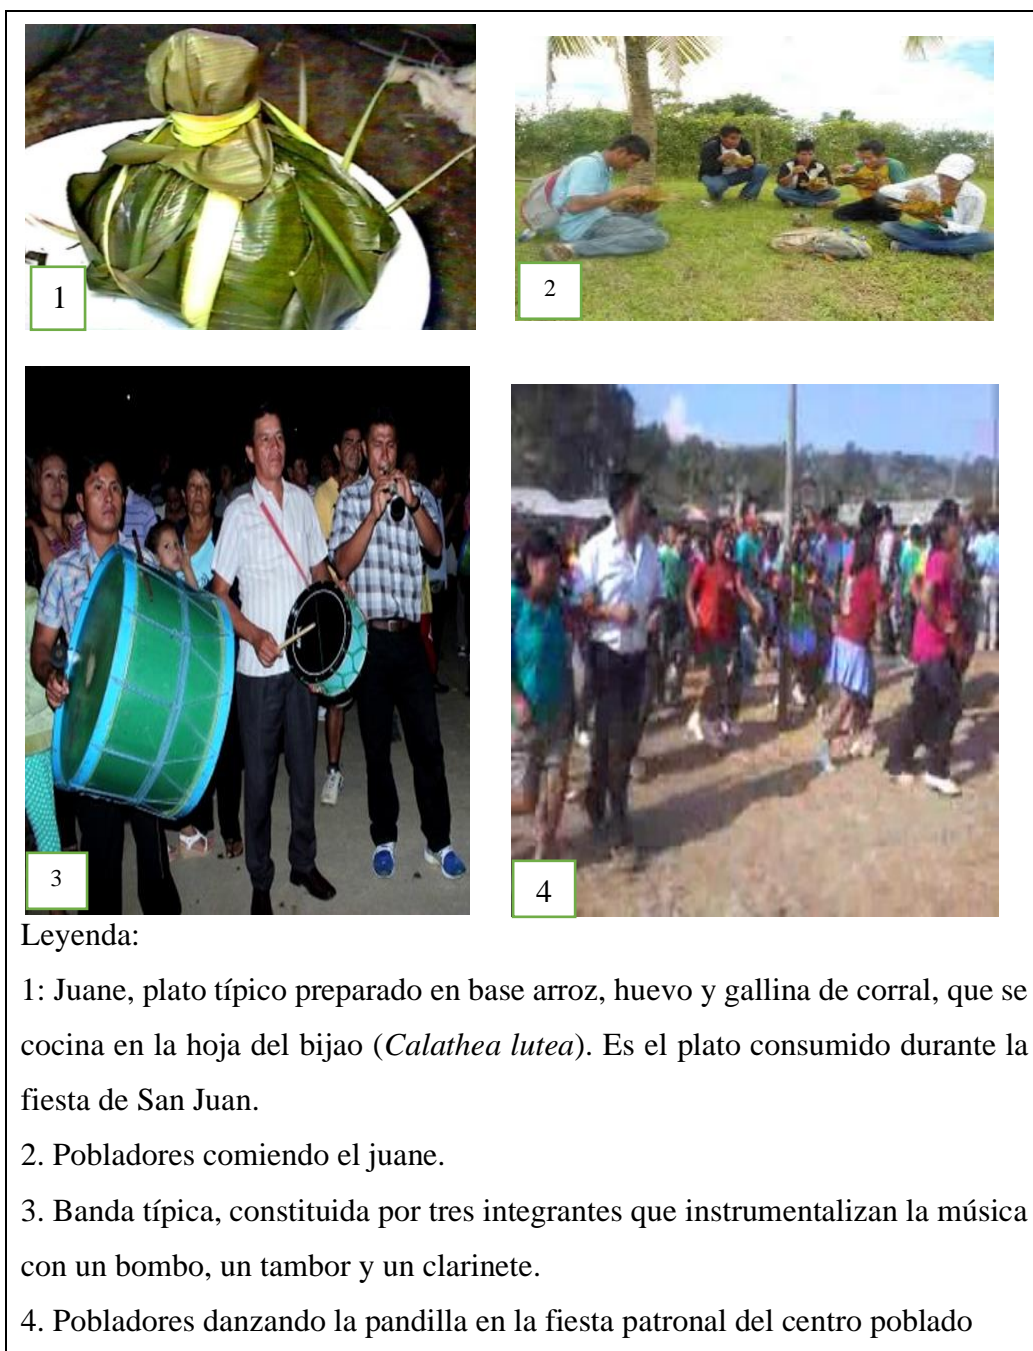 1
2
3
4
Leyenda:
1: Juane, plato típico preparado en base arroz, huevo y gallina de corral, que se
cocina en la hoja del bijao (Calathea lutea). Es el plato consumido durante la
fiesta de San Juan.
2. Pobladores comiendo el juane.
3. Banda típica, constituida por tres integrantes que instrumentalizan la música
con un bombo, un tambor y un clarinete.
4. Pobladores danzando la pandilla en la fiesta patronal del centro poblado